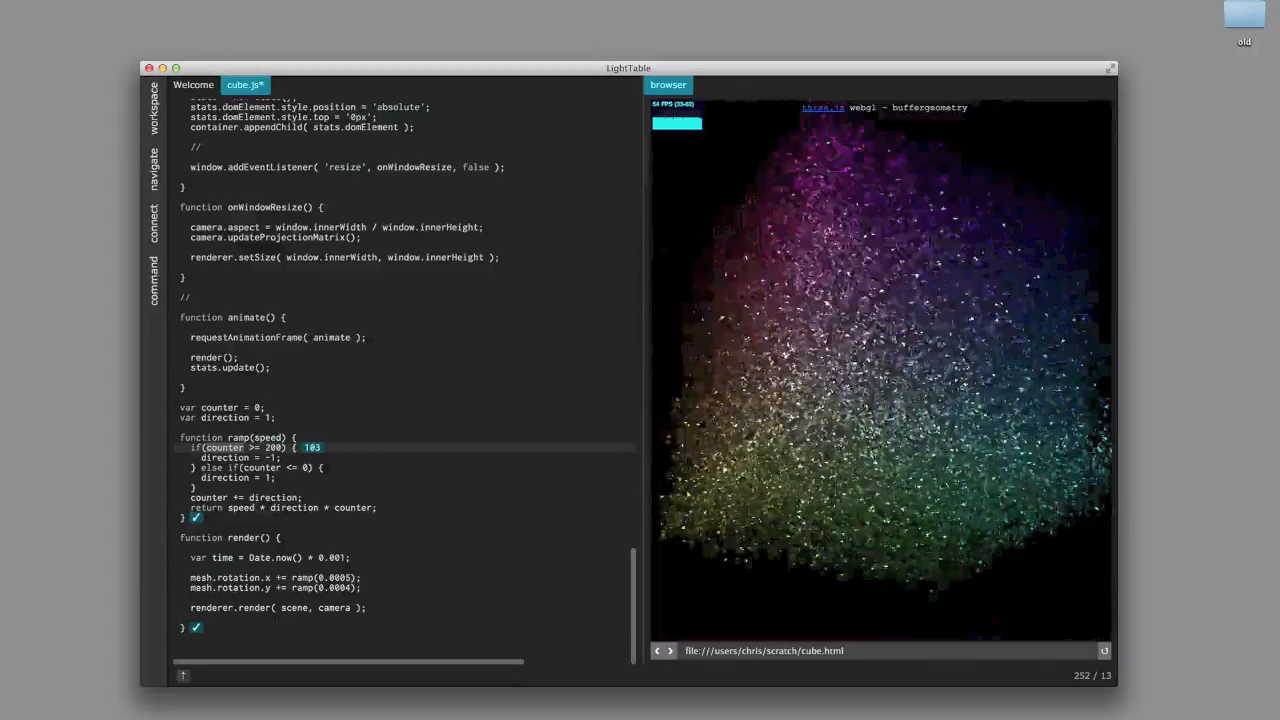 old
LightTable
workspace
navigate
connect
command
Welcome
cube.js*
stats.domElement.style.position = 'absolute';
stats.domElement.style.top = '0px';
container.appendChild( stats.domElement );
//
window.addEventListener( 'resize', onWindowResize, false );
}
function onWindowResize() {
camera.aspect = window.innerWidth / window.innerHeight;
camera.updateProjectionMatrix();
renderer.setSize( window.innerWidth, window.innerHeight );
}
//
function animate() {
requestAnimationFrame( animate );
render();
stats.update();
}
var counter = 0;
var direction = 1;
function ramp(speed) {
if(counter >= 200) { 103
direction = -1;
} else if(counter <= 0) {
direction = 1;
}
counter += direction;
return speed * direction * counter;
} ✓
function render() {
var time = Date.now() * 0.001;
mesh.rotation.x += ramp(0.0005);
mesh.rotation.y += ramp(0.0004);
renderer.render( scene, camera );
} ✓
browser
54 FPS (33-62)
three.js webgl - buffergeometry
file:///users/chris/scratch/cube.html
252 / 13